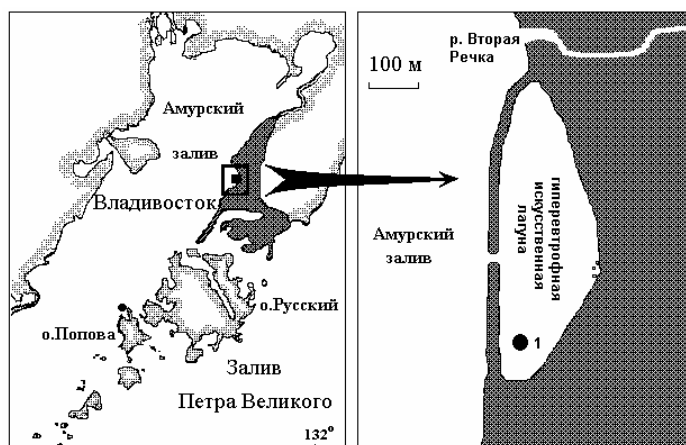 Амурский
залив
Владивосток
о.Русский
о.Попова
Залив
Петра Великого
132°
р. Вторая
Речка
100 м
гиперевтрофная
искусственная
лагуна
Амурский
залив
1